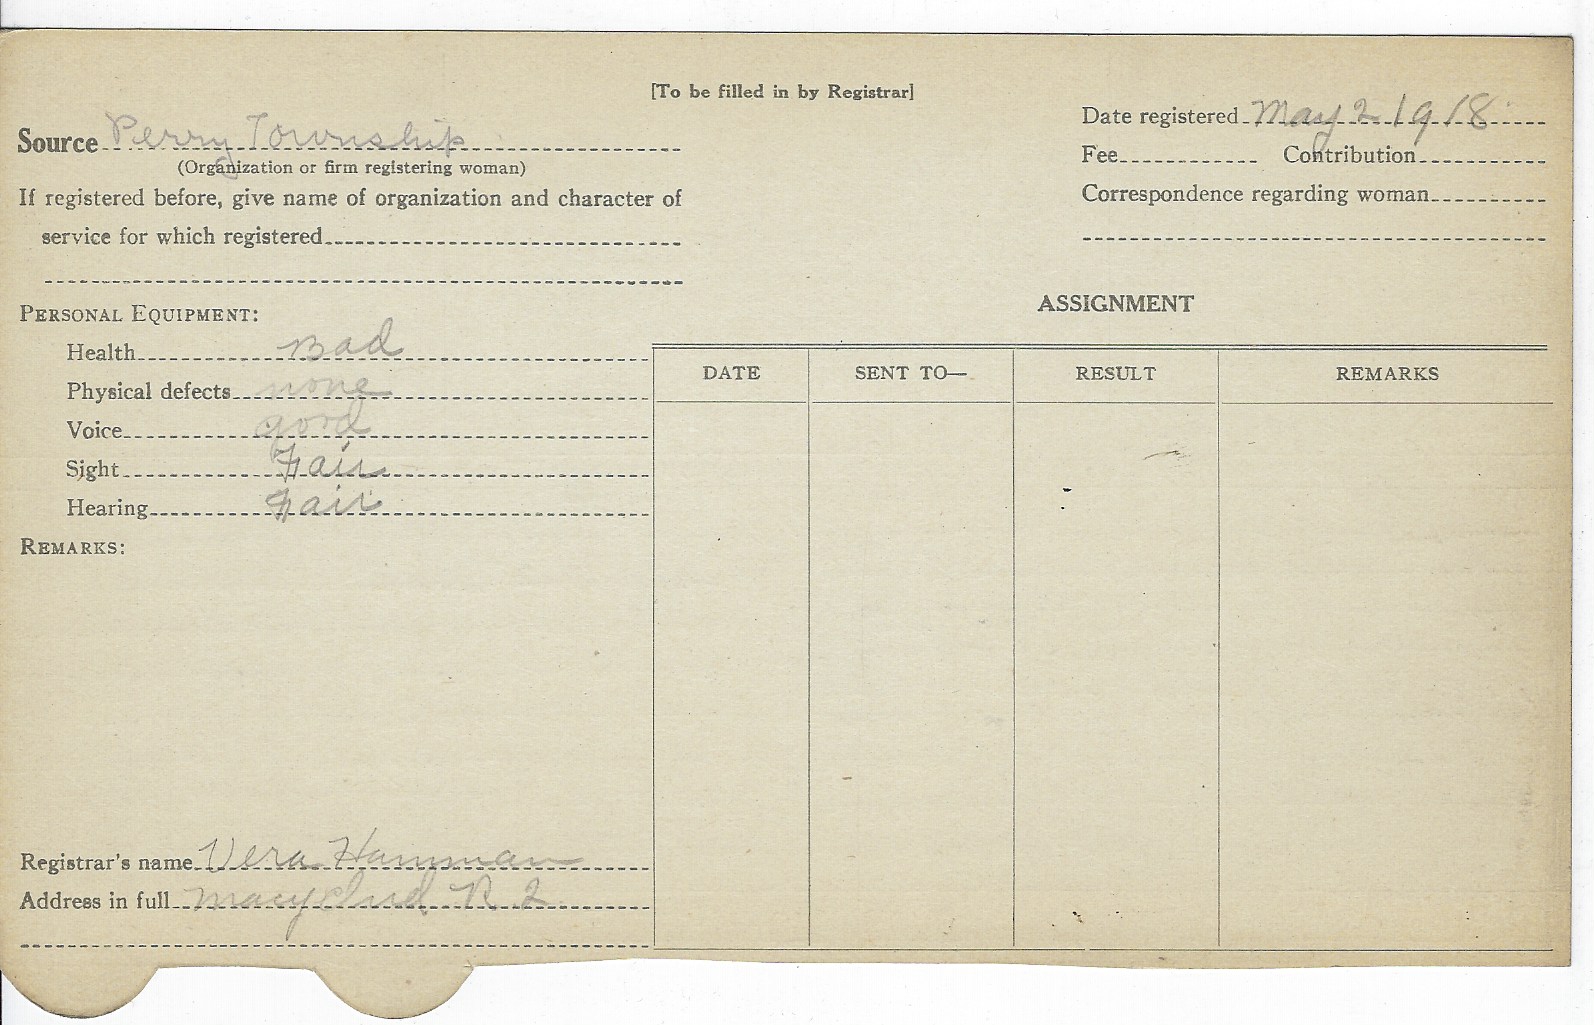 [To be filled in by Registrar]
Source Perry Township
(Organization or firm registering woman)
If registered before, give name of organization and character of
service for which registered
Date registered May 2 1918
Fee Contribution
Correspondence regarding woman
PERSONAL EQUIPMENT:
Health Bad
Physical defects none
Voice good
Sight Fair
Hearing Fair
REMARKS:
ASSIGNMENT
DATE SENT TO— RESULT REMARKS
Registrar's name Vera Hamman
Address in full Macy Ind R 2